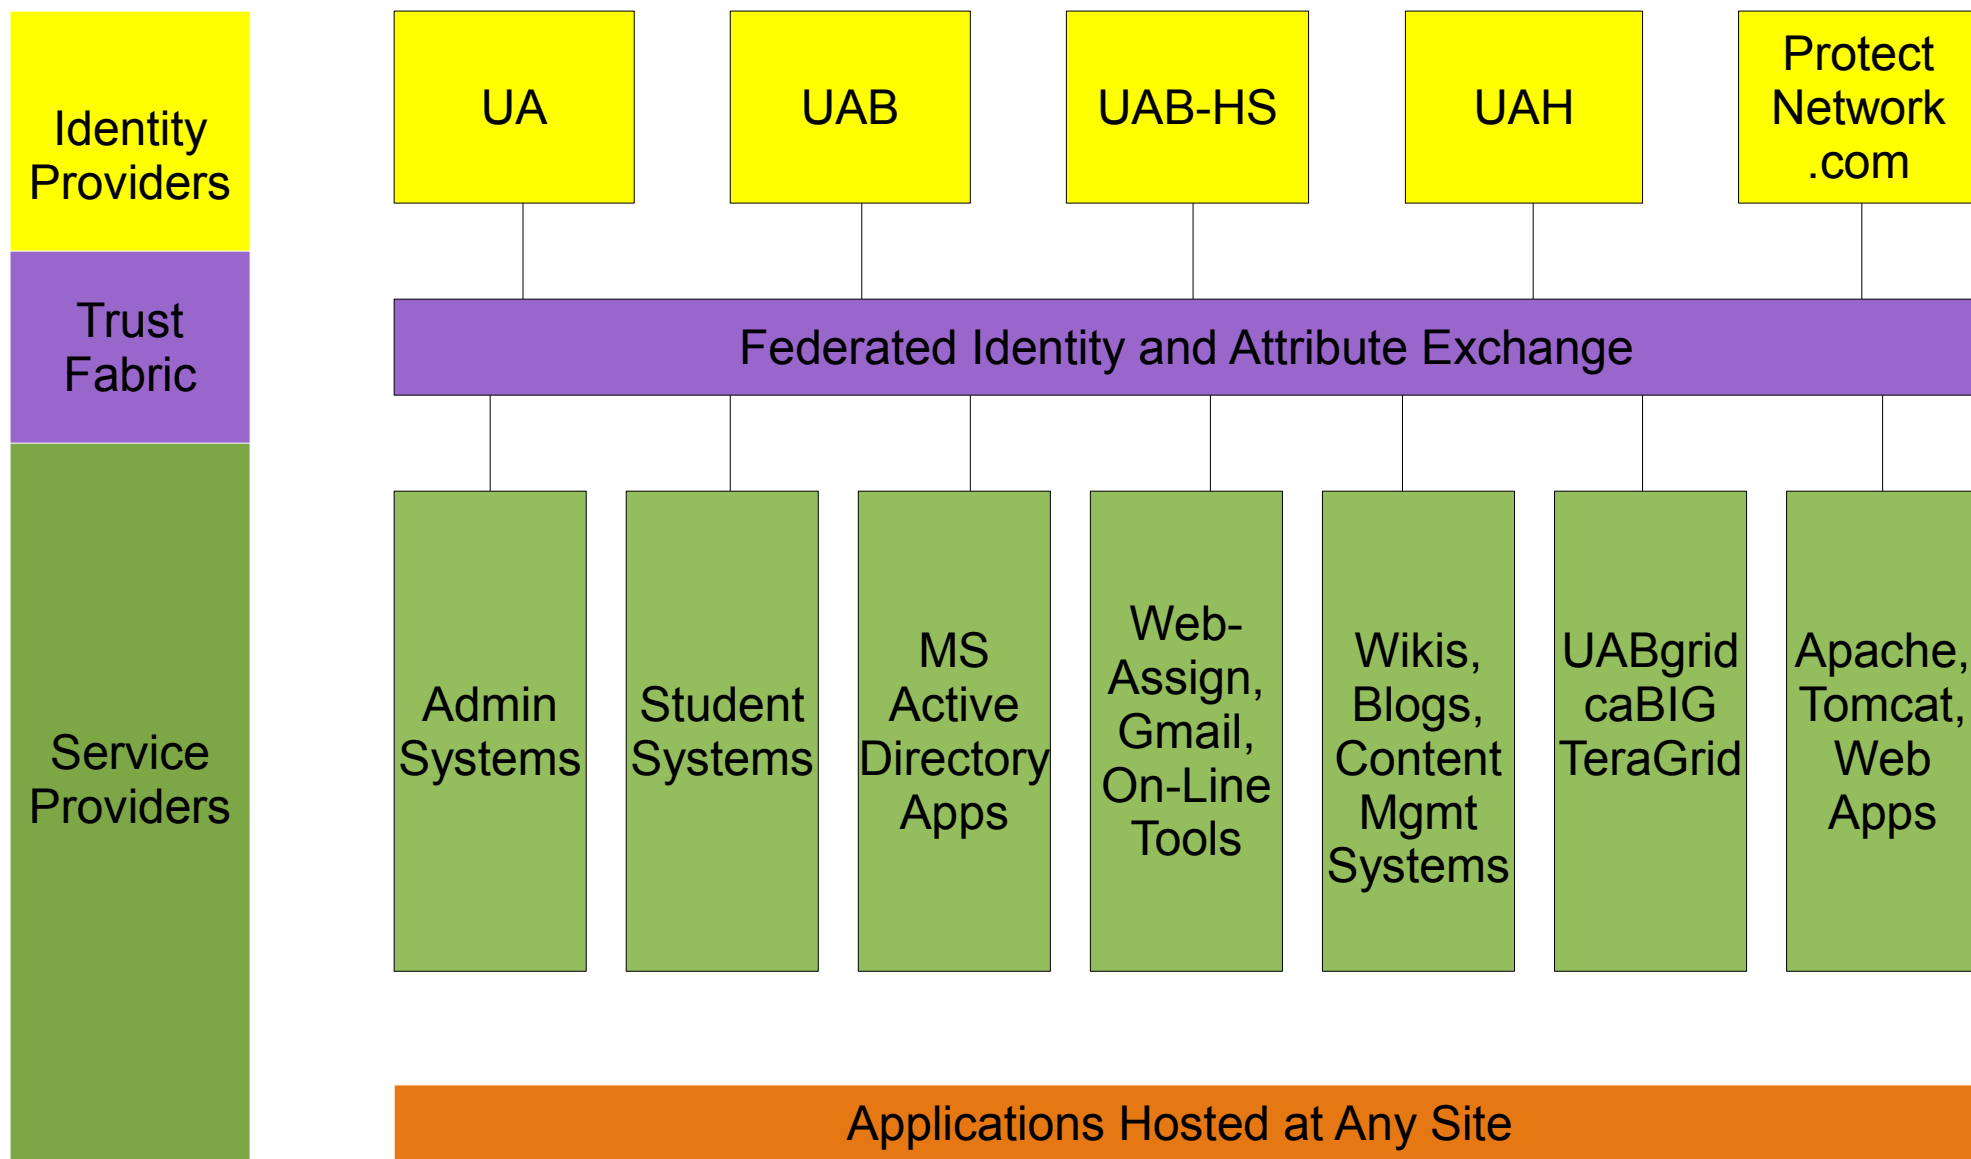 Identity
Providers
UA
UAB
UAB-HS
UAH
Protect
Network
.com
Trust
Fabric
Federated Identity and Attribute Exchange
Service
Providers
Admin
Systems
Student
Systems
MS
Active
Directory
Apps
Web-
Assign,
Gmail,
On-Line
Tools
Wikis,
Blogs,
Content
Mgmt
Systems
UABgrid
caBIG
TeraGrid
Apache,
Tomcat,
Web
Apps
Applications Hosted at Any Site